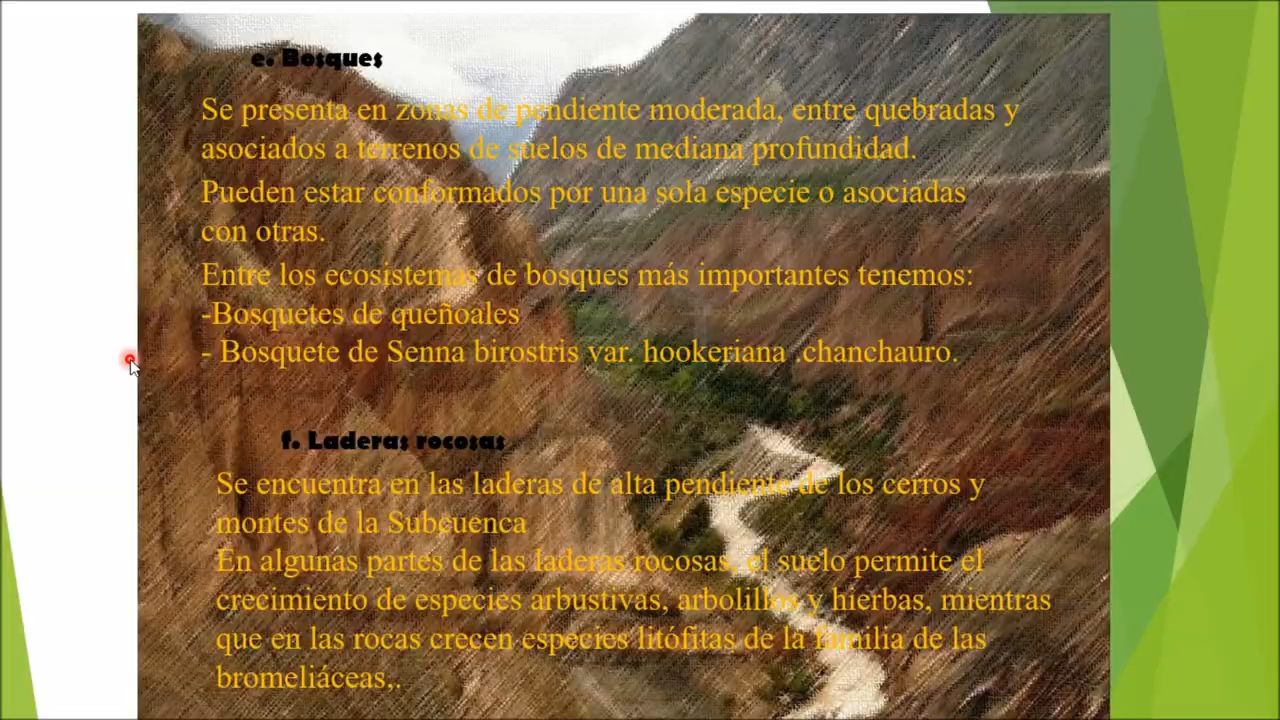 e. Bosques
Se presenta en zonas de pendiente moderada, entre quebradas y
asociados a terrenos de suelos de mediana profundidad.
Pueden estar conformados por una sola especie o asociadas
con otras.
Entre los ecosistemas de bosques más importantes tenemos:
-Bosquetes de queñoales
- Bosquete de Senna birostris var. hookeriana .chanchauro.
f. Laderas rocosas
Se encuentra en las laderas de alta pendiente de los cerros y
montes de la Subcuenca
En algunas partes de las laderas rocosas, el suelo permite el
crecimiento de especies arbustivas, arbolillos y hierbas, mientras
que en las rocas crecen especies litófitas de la familia de las
bromeliáceas,.